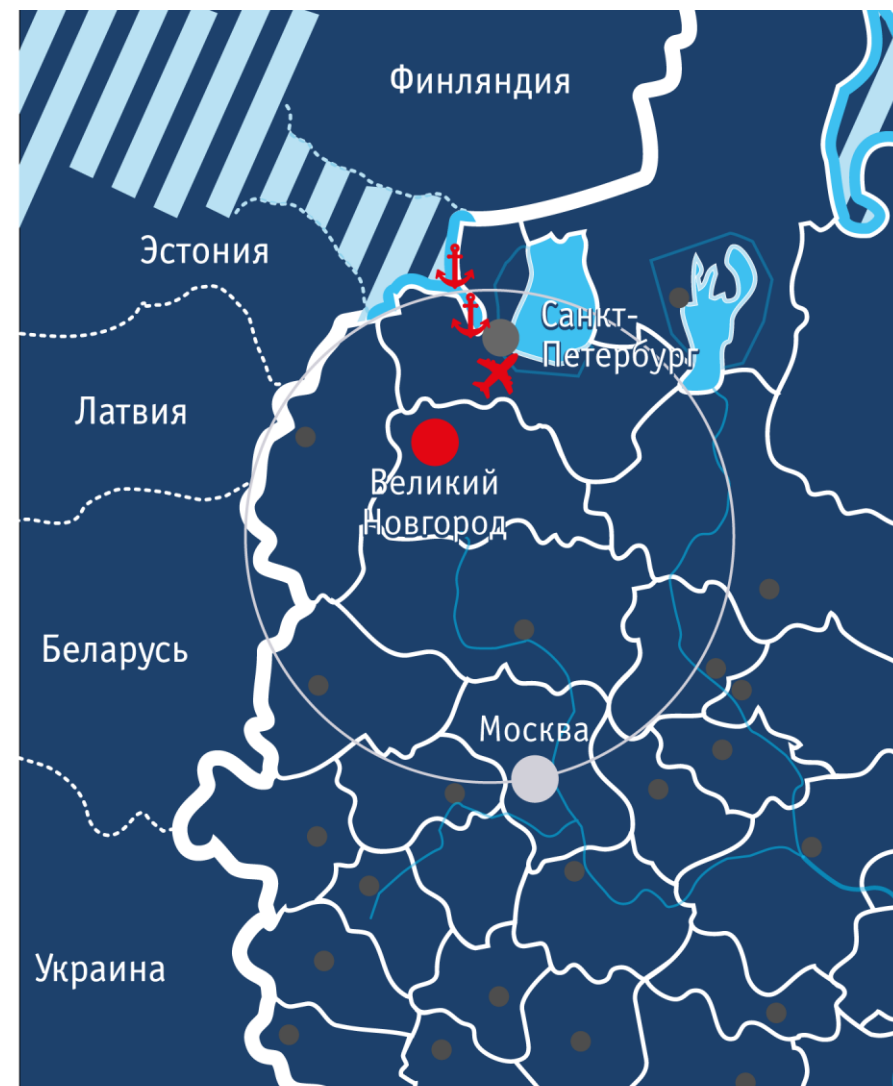 Финляндия
Эстония
Санкт-
Петербург
Латвия
Великий
Новгород
Беларусь
Москва
Украина